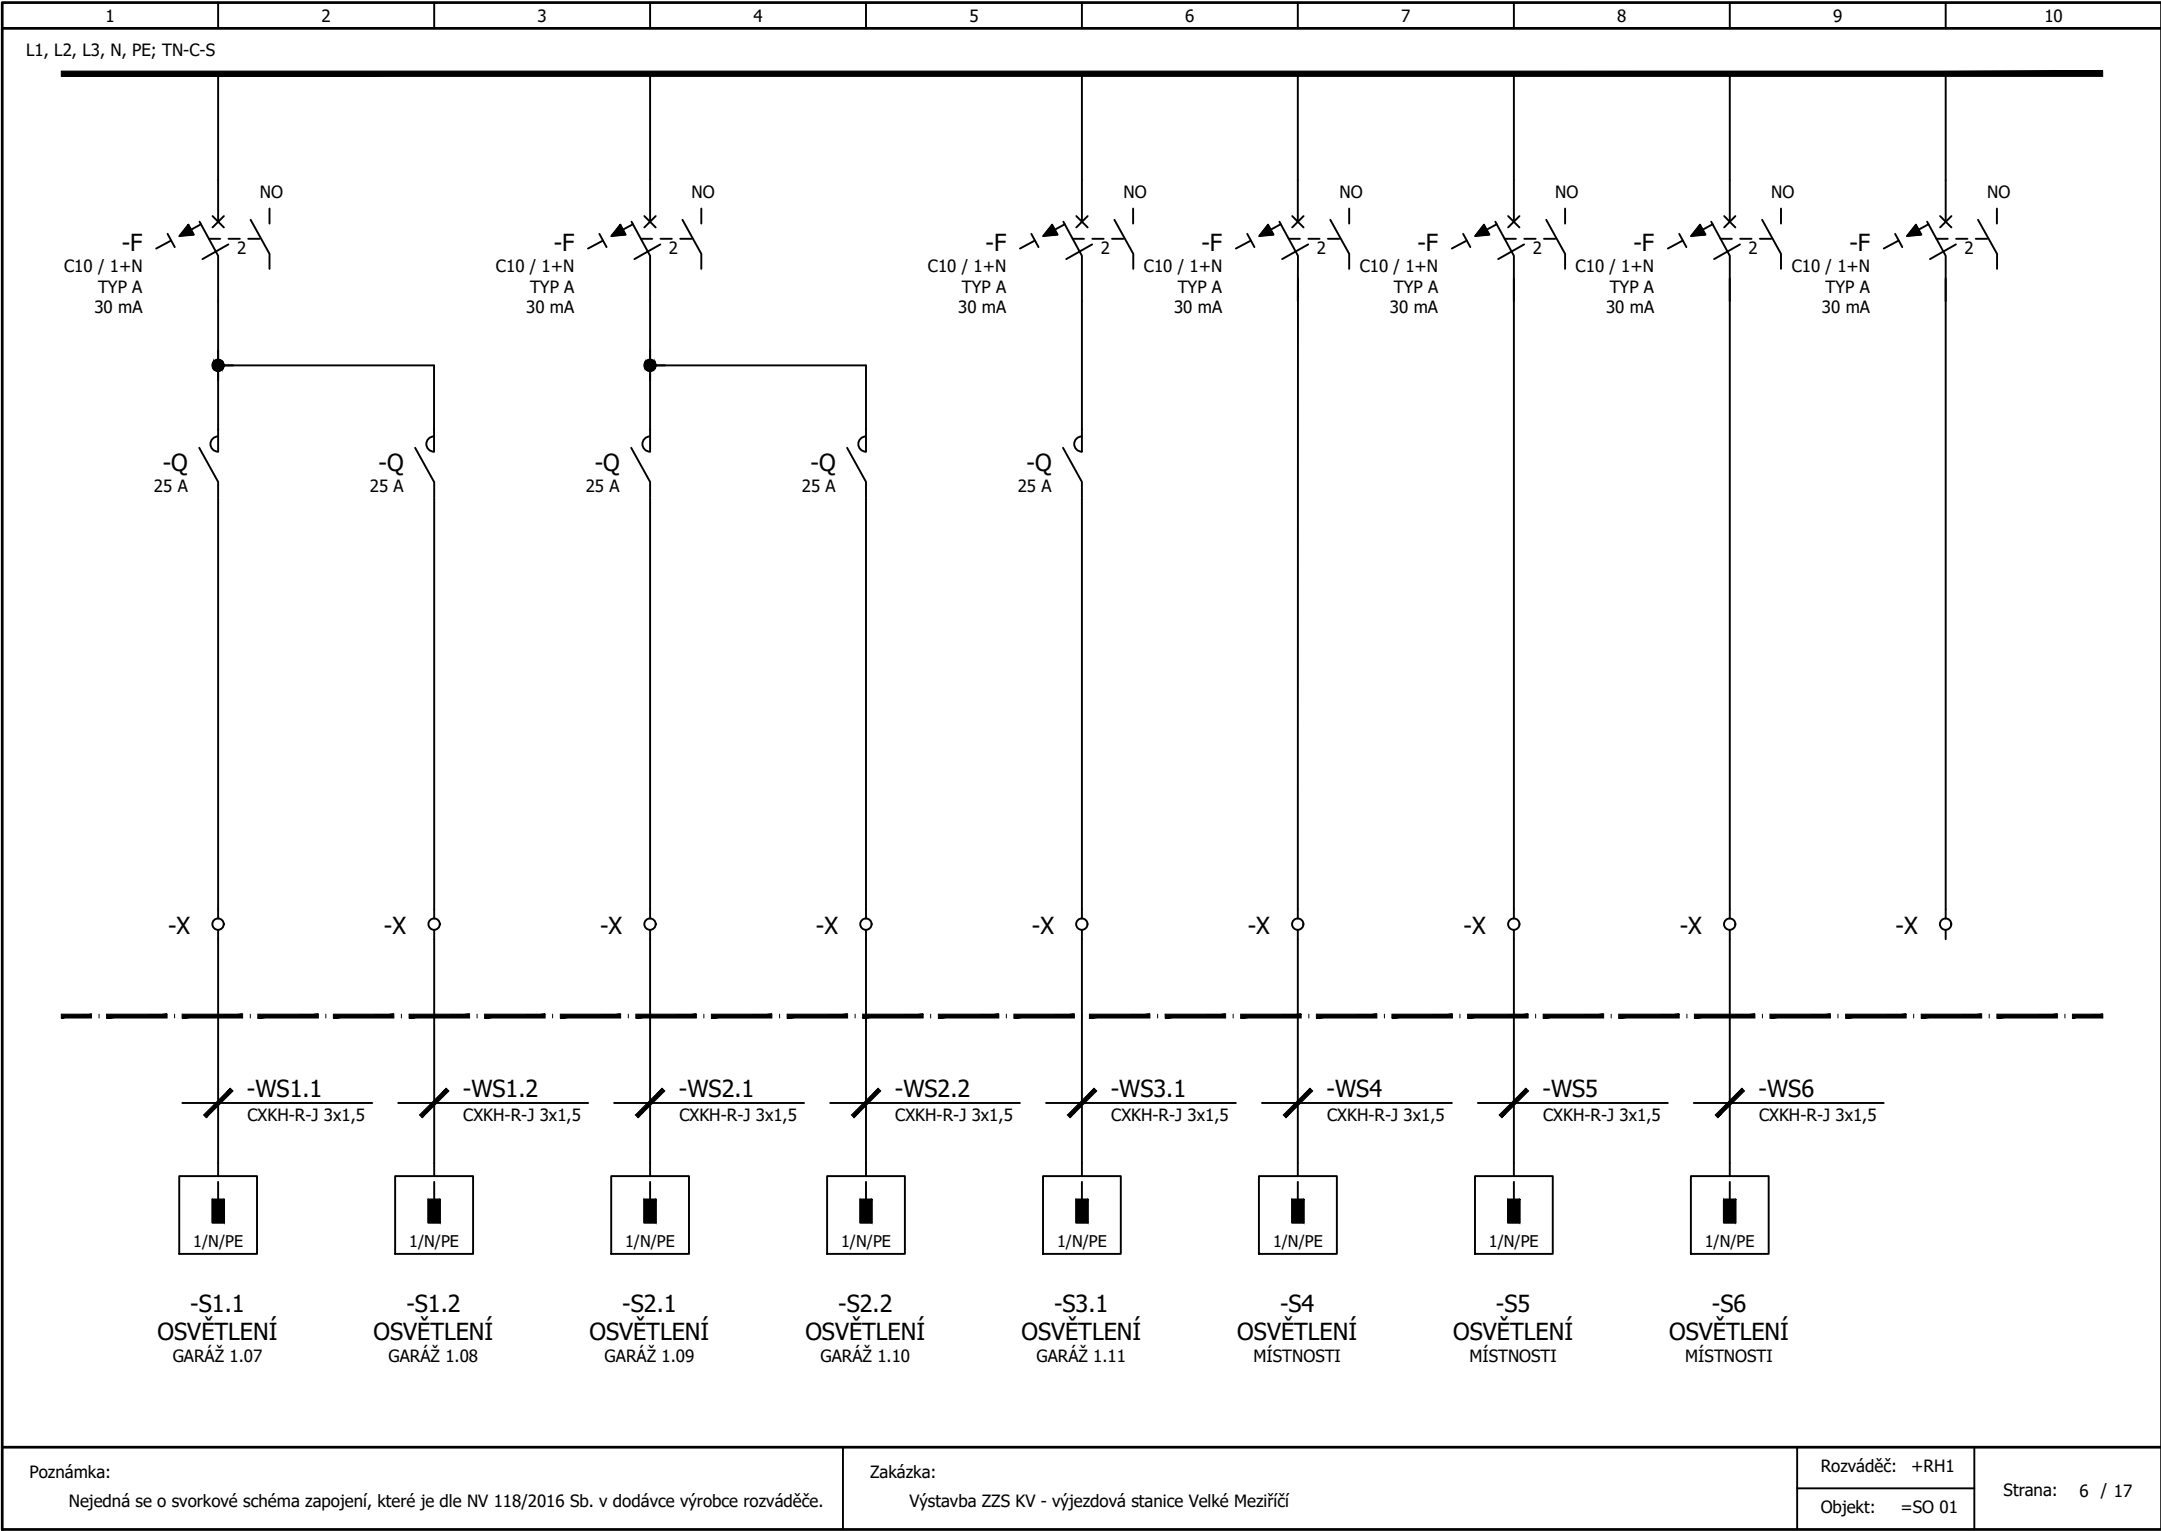 1 2 3 4 5 6 7 8 9 10
L1, L2, L3, N, PE; TN-C-S
NO NO NO NO NO NO NO
-F 2 -F 2 -F 2 -F 2 -F 2 -F 2 -F 2
C10 / 1+N C10 / 1+N C10 / 1+N C10 / 1+N C10 / 1+N C10 / 1+N C10 / 1+N
TYP A TYP A TYP A TYP A TYP A TYP A TYP A
30 mA 30 mA 30 mA 30 mA 30 mA 30 mA 30 mA
-Q -Q -Q -Q -Q
25 A 25 A 25 A 25 A 25 A
-X -X -X -X -X -X -X -X -X
-WS1.1 -WS1.2 -WS2.1 -WS2.2 -WS3.1 -WS4 -WS5 -WS6
CXKH-R-J 3x1,5 CXKH-R-J 3x1,5 CXKH-R-J 3x1,5 CXKH-R-J 3x1,5 CXKH-R-J 3x1,5 CXKH-R-J 3x1,5 CXKH-R-J 3x1,5 CXKH-R-J 3x1,5
1/N/PE 1/N/PE 1/N/PE 1/N/PE 1/N/PE 1/N/PE 1/N/PE 1/N/PE
-S1.1 -S1.2 -S2.1 -S2.2 -S3.1 -S4 -S5 -S6
OSVĚTLENÍ OSVĚTLENÍ OSVĚTLENÍ OSVĚTLENÍ OSVĚTLENÍ OSVĚTLENÍ OSVĚTLENÍ OSVĚTLENÍ
GARÁŽ 1.07 GARÁŽ 1.08 GARÁŽ 1.09 GARÁŽ 1.10 GARÁŽ 1.11 MÍSTNOSTI MÍSTNOSTI MÍSTNOSTI
Poznámka:
Nejedná se o svorkové schéma zapojení, které je dle NV 118/2016 Sb. v dodávce výrobce rozváděče.
Zakázka:
Výstavba ZZS KV - výjezdová stanice Velké Meziříčí
Rozváděč: +RH1
Objekt: =SO 01
Strana: 6 / 17